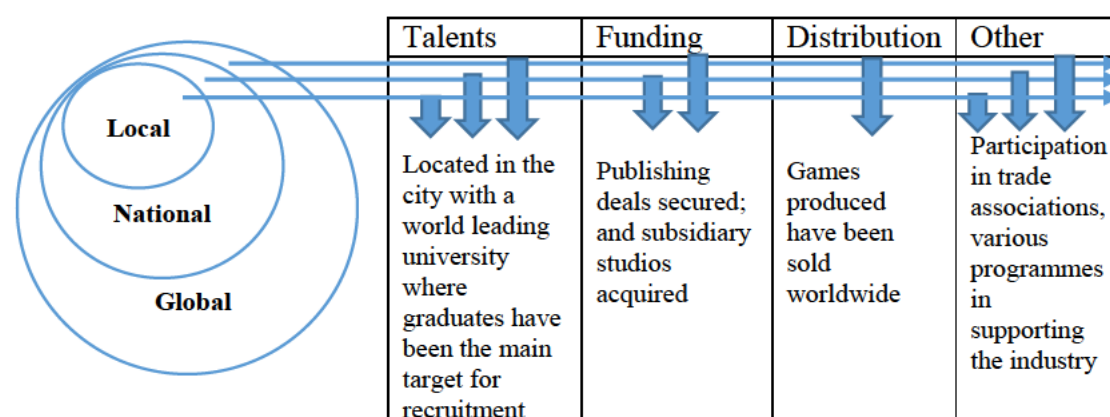 Talents
Funding
Distribution
Other
Local
National
Global
Located in the
city with a
world leading
university
where
graduates have
been the main
target for
recruitment
Publishing
deals secured;
and subsidiary
studios
acquired
Games
produced
have been
sold
worldwide
Participation
in trade
associations,
various
programmes
in
supporting
the industry